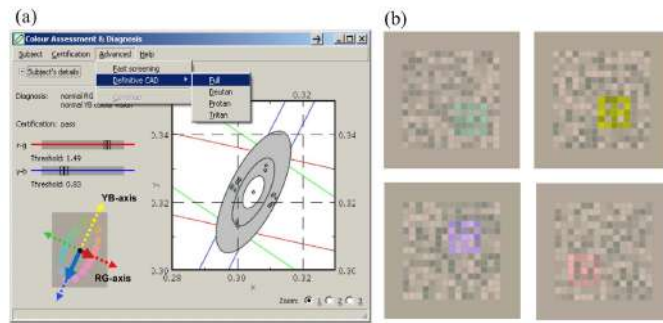 (a)
(b)
Colour Assessment & Diagnosis
Subject Certification Advanced Help
Subject's details
Fast screening
Definitive CAD
Full
Deutan
Protan
Tritan
Diagnosis: normal RG
normal YB colour vision
Certification: pass
r-g
Threshold: 1.49
y-b
Threshold: 0.83
YB-axis
RG-axis
0.32
0.34
0.34
0.32
0.32
0.30
0.30
0.28
0.30
0.32
x
Zoom: 1 2 3